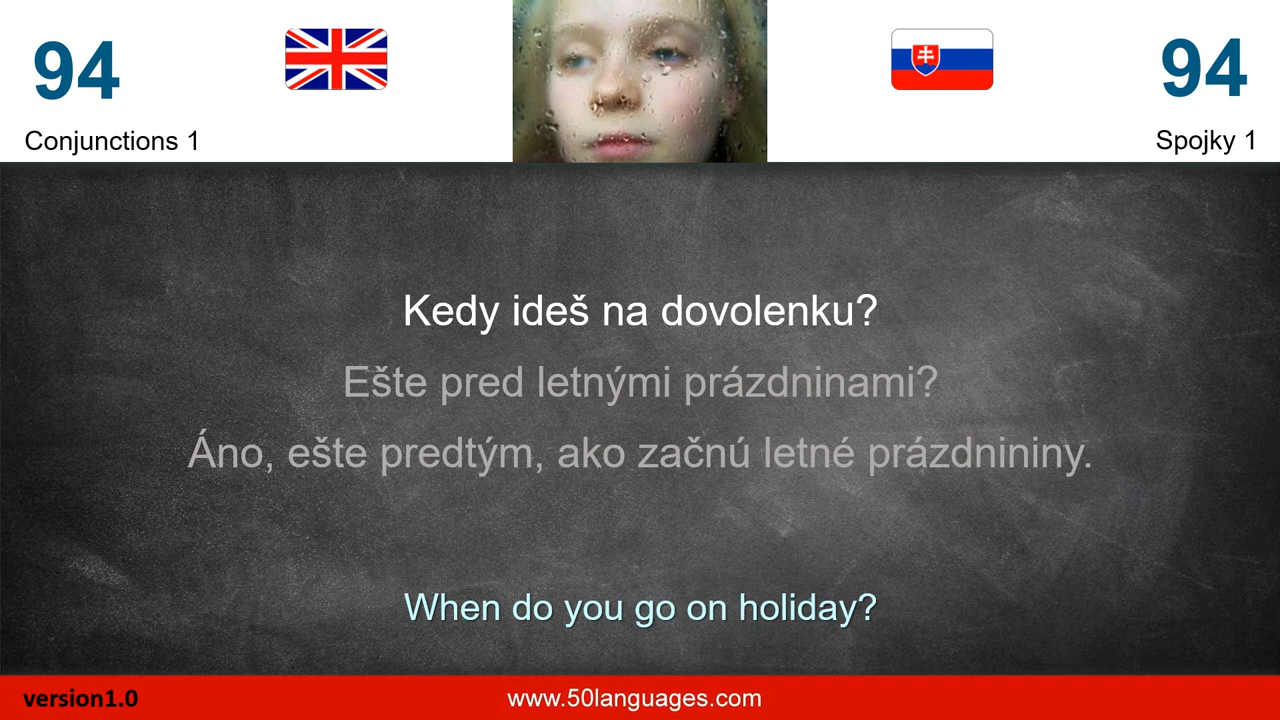 94
94
Conjunctions 1
Spojky 1
Kedy ideš na dovolenku?
Ešte pred letnými prázdninami?
Áno, ešte predtým, ako začnú letné prázdnininy.
When do you go on holiday?
version1.0
www.50languages.com